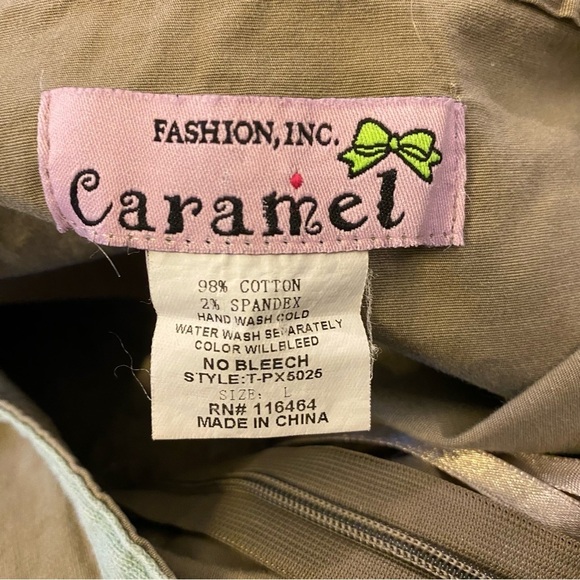 FASHION, INC.
Caramel
98% COTTON
2% SPANDEX
HAND WASH COLD
WATER WASH SEPARATELY
COLOR WILLBLEED
NO BLEECH
STYLE:T-PX5025
SIZE: L
RN# 116464
MADE IN CHINA